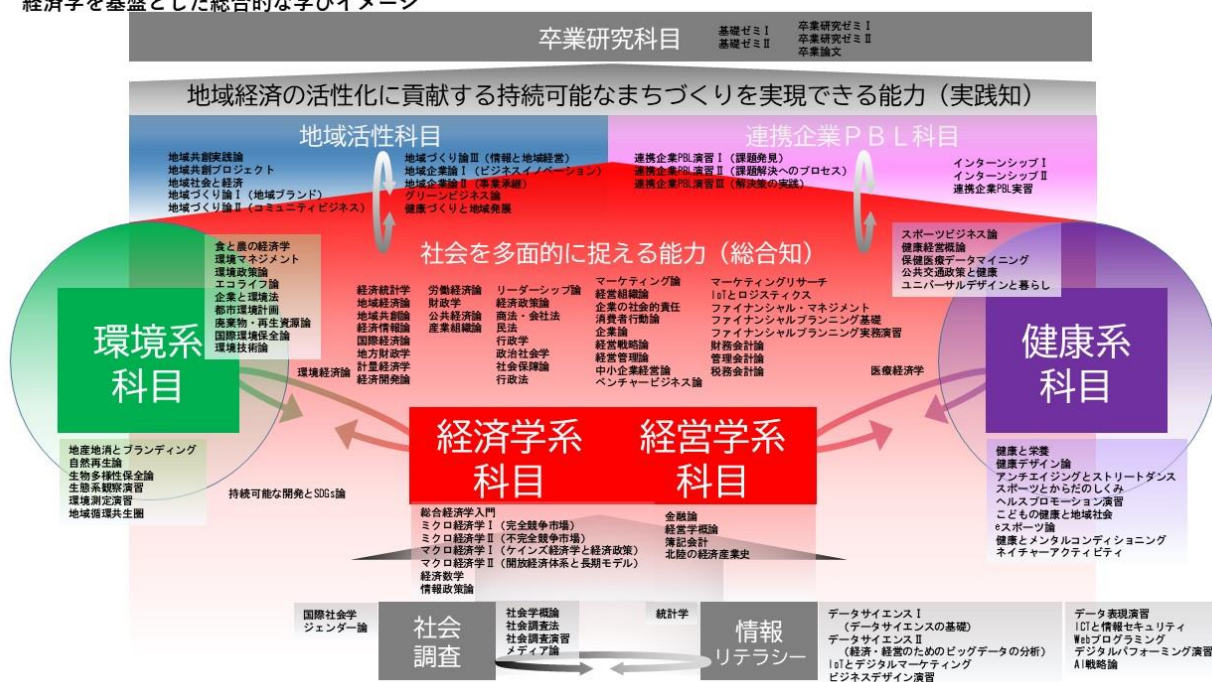 経済学を基盤とした総合的な学びイメージ
卒業研究科目
基礎ゼミⅠ
基礎ゼミⅡ
卒業研究ゼミⅠ
卒業研究ゼミⅡ
卒業論文
地域経済の活性化に貢献する持続可能なまちづくりを実現できる能力（実践知）
地域活性科目
地域共創実践論
地域共創プロジェクト
地域社会と経済
地域づくり論Ⅰ（地域ブランド）
地域づくり論Ⅱ（コミュニティビジネス）
地域づくり論Ⅲ（情報と地域経営）
地域企業論Ⅰ（ビジネスイノベーション）
地域企業論Ⅱ（事業承継）
グリーンビジネス論
健康づくりと地域発展
連携企業ＰＢＬ科目
連携企業PBL演習Ⅰ（課題発見）
連携企業PBL演習Ⅱ（課題解決へのプロセス）
連携企業PBL演習Ⅲ（解決策の実践）
インターンシップⅠ
インターンシップⅡ
連携企業PBL実習
社会を多面的に捉える能力（総合知）
食と農の経済学
環境マネジメント
環境政策論
エコライフ論
企業と環境法
都市環境計画
廃棄物・再生資源論
国際環境保全論
環境技術論
環境系
科目
地産地消とブランディング
自然再生論
生物多様性保全論
生態系観察演習
環境測定演習
地域循環共生圏
環境経済論
持続可能な開発とSDGs論
経済統計学
地域経済論
地域共創論
経済情報論
国際経済論
地方財政学
計量経済学
経済開発論
労働経済論
財政学
公共経済論
産業組織論
リーダーシップ論
経済政策論
商法・会社法
民法
行政学
政治社会学
社会保障論
行政法
マーケティング論
経営組織論
企業の社会的責任
消費者行動論
企業論
経営戦略論
経営管理論
中小企業経営論
ベンチャービジネス論
マーケティングリサーチ
IoTとロジスティクス
ファイナンシャル・マネジメント
ファイナンシャルプランニング基礎
ファイナンシャルプランニング実務演習
財務会計論
管理会計論
税務会計論
医療経済学
スポーツビジネス論
健康経営概論
保健医療データマイニング
公共交通政策と健康
ユニバーサルデザインと暮らし
健康系
科目
健康と栄養
健康デザイン論
アンチエイジングとストリートダンス
スポーツとからだのしくみ
ヘルスプロモーション演習
こどもの健康と地域社会
eスポーツ論
健康とメンタルコンディショニング
ネイチャーアクティビティ
経済学系
科目
経営学系
科目
総合経済学入門
ミクロ経済学Ⅰ（完全競争市場）
ミクロ経済学Ⅱ（不完全競争市場）
マクロ経済学Ⅰ（ケインズ経済学と経済政策）
マクロ経済学Ⅱ（開放経済体系と長期モデル）
経済数学
情報政策論
金融論
経営学概論
簿記会計
北陸の経済産業史
国際社会学
ジェンダー論
社会
調査
社会学概論
社会調査法
社会調査演習
メディア論
統計学
情報
リテラシー
データサイエンスⅠ
（データサイエンスの基礎）
データサイエンスⅡ
（経済・経営のためのビッグデータの分析）
IoTとデジタルマーケティング
ビジネスデザイン演習
データ表現演習
ICTと情報セキュリティ
Webプログラミング
デジタルパフォーミング演習
AI戦略論